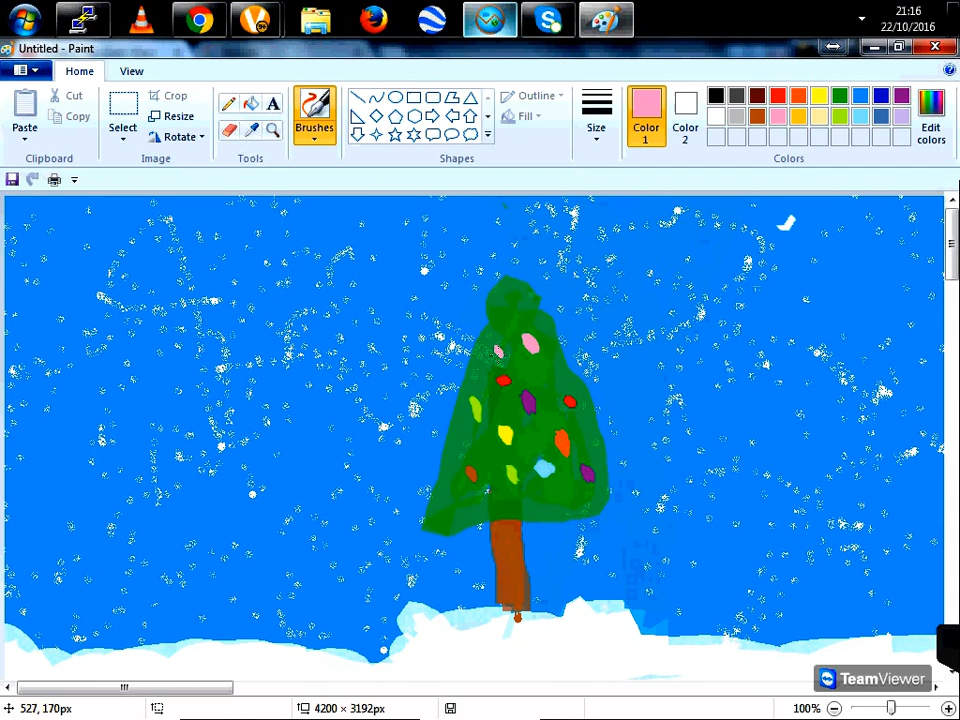 21:16
22/10/2016
Untitled - Paint
Home View
Paste
Cut
Copy
Clipboard
Select
Crop
Resize
Rotate
Image
A
Tools
Brushes
Outline
Fill
Shapes
Size
Color
1
Color
2
Edit
colors
Colors
TeamViewer
527, 170px
4200 × 3192px
100%